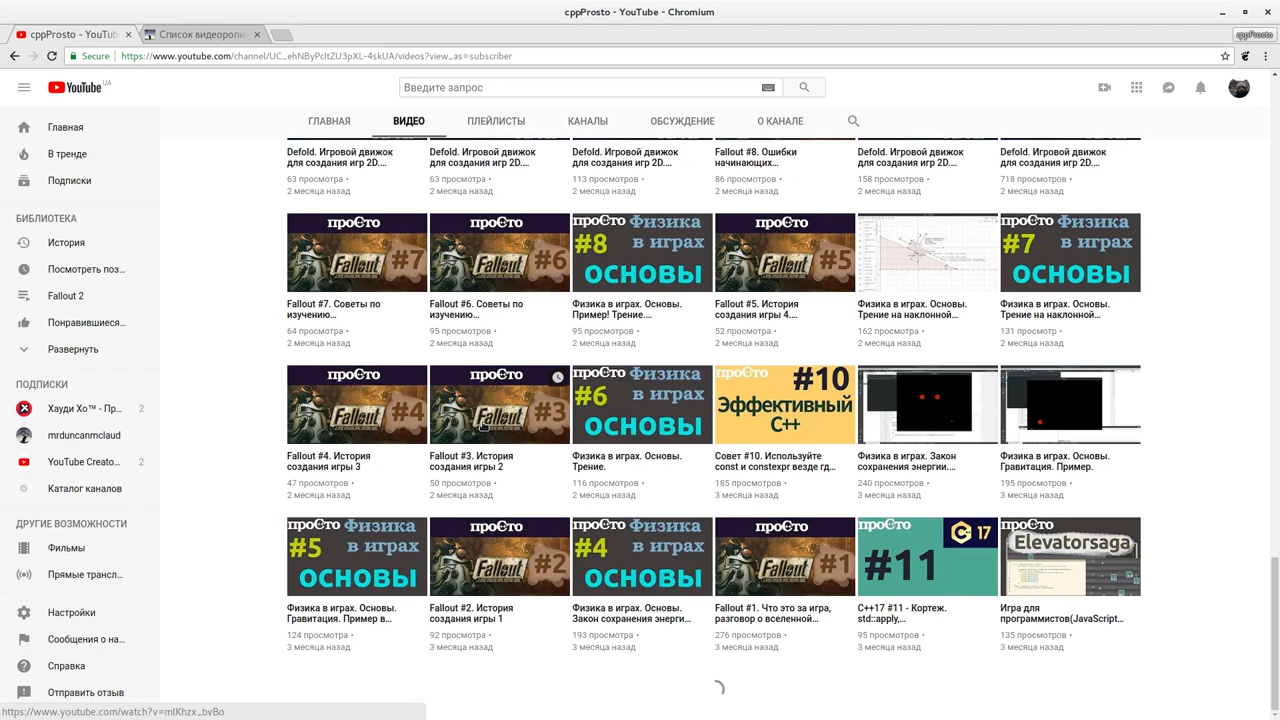 cppProsto - YouTube - Chromium
cppProsto - YouTub
Список видеороли
cppProsto
Secure
https://www.youtube.com/channel/UC_ehNByPcItZU3pXL-4skUA/videos?view_as=subscriber
YouTube UA
Введите запрос
ГЛАВНАЯ ВИДЕО ПЛЕЙЛИСТЫ КАНАЛЫ ОБСУЖДЕНИЕ О КАНАЛЕ
Главная
В тренде
Подписки
БИБЛИОТЕКА
История
Посмотреть поз...
Fallout 2
Понравившиеся...
Развернуть
ПОДПИСКИ
Хауди Хо™ - Пр... 2
mrduncanmclaud
YouTube Creato... 2
Каталог каналов
ДРУГИЕ ВОЗМОЖНОСТИ
Фильмы
Прямые трансл...
Настройки
Сообщения о на...
Справка
Отправить отзыв
Defold. Игровой движок
для создания игр 2D....
63 просмотра •
2 месяца назад
Defold. Игровой движок
для создания игр 2D....
63 просмотра •
2 месяца назад
Defold. Игровой движок
для создания игр 2D....
113 просмотров •
2 месяца назад
Fallout #8. Ошибки
начинающих...
86 просмотров •
2 месяца назад
Defold. Игровой движок
для создания игр 2D....
158 просмотров •
2 месяца назад
Defold. Игровой движок
для создания игр 2D....
718 просмотров •
2 месяца назад
просто
Fallout #7
Fallout #7. Советы по
изучению...
64 просмотра •
2 месяца назад
просто
Fallout #6
Fallout #6. Советы по
изучению...
95 просмотров •
2 месяца назад
просто Физика
#8 в играх
ОСНОВЫ
Физика в играх. Основы.
Пример! Трение....
95 просмотров •
2 месяца назад
просто
Fallout #5
Fallout #5. История
создания игры 4....
52 просмотра •
2 месяца назад
Физика в играх. Основы.
Трение на наклонной...
162 просмотра •
2 месяца назад
просто Физика
#7 в играх
ОСНОВЫ
Физика в играх. Основы.
Трение на наклонной...
131 просмотр •
2 месяца назад
просто
Fallout #4
Fallout #4. История
создания игры 3
47 просмотров •
2 месяца назад
просто
Fallout #3
Fallout #3. История
создания игры 2
50 просмотров •
2 месяца назад
просто Физика
#6 в играх
ОСНОВЫ
Физика в играх. Основы.
Трение.
116 просмотров •
2 месяца назад
просто #10
Эффективный
C++
Совет #10. Используйте
const и constexpr везде гд...
185 просмотров •
3 месяца назад
Физика в играх. Закон
сохранения энергии....
240 просмотров •
3 месяца назад
Физика в играх. Основы.
Гравитация. Пример.
195 просмотров •
3 месяца назад
просто Физика
#5 в играх
ОСНОВЫ
Физика в играх. Основы.
Гравитация. Пример в...
124 просмотра •
3 месяца назад
просто
Fallout #2
Fallout #2. История
создания игры 1
92 просмотра •
3 месяца назад
просто Физика
#4 в играх
ОСНОВЫ
Физика в играх. Основы.
Закон сохранения энерги...
193 просмотра •
3 месяца назад
просто
Fallout #1
Fallout #1. Что это за игра,
разговор о вселенной...
276 просмотров •
3 месяца назад
просто C++ 17
#11
C++17 #11 - Кортеж.
std::apply,...
95 просмотров •
3 месяца назад
Elevatorsaga
Игра для
программистов(JavaScript...
135 просмотров •
3 месяца назад
https://www.youtube.com/watch?v=mlKhzx_bvBo